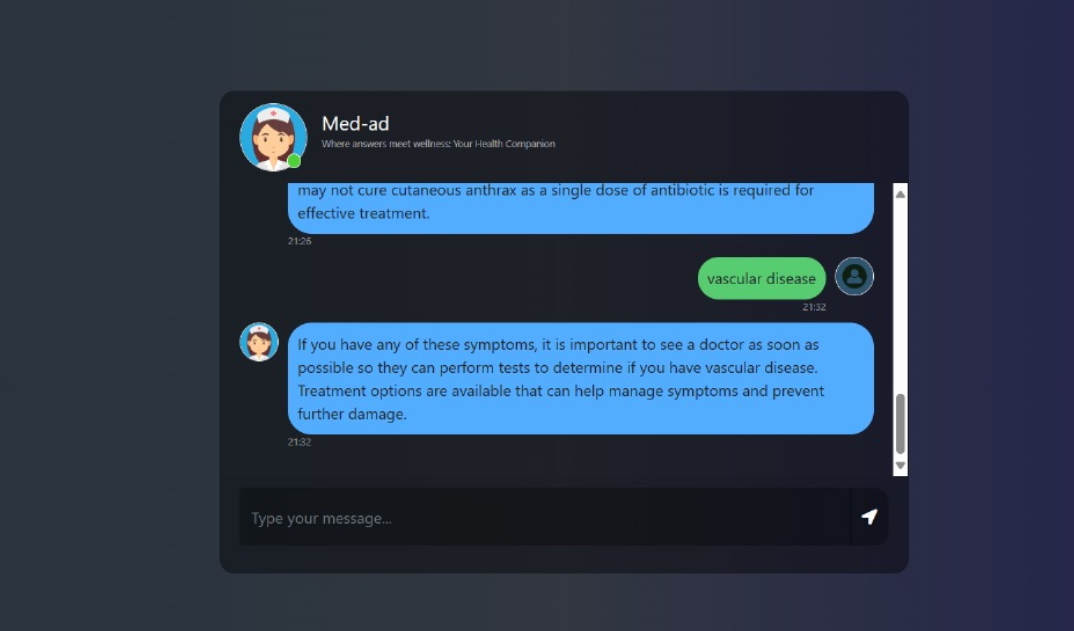 Med-ad
Where answers meet wellness: Your Health Companion
may not cure cutaneous anthrax as a single dose of antibiotic is required for
effective treatment.
21:26
vascular disease
21:32
If you have any of these symptoms, it is important to see a doctor as soon as
possible so they can perform tests to determine if you have vascular disease.
Treatment options are available that can help manage symptoms and prevent
further damage.
21:32
Type your message...